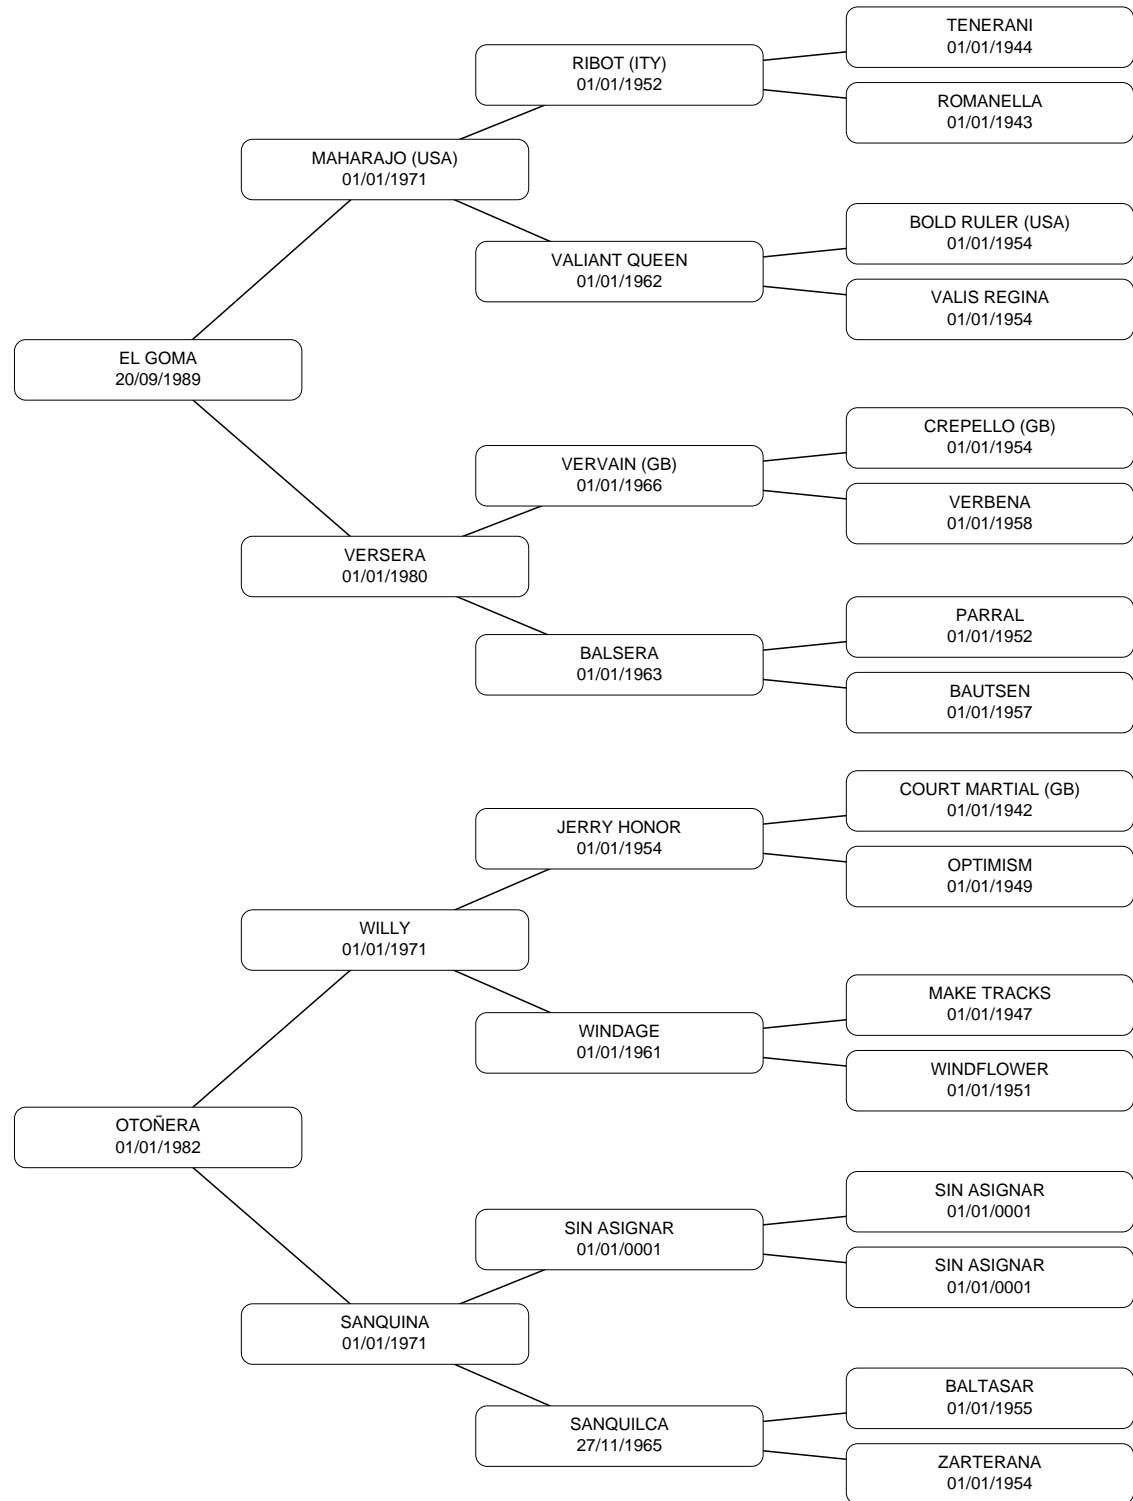 TENERANI
01/01/1944
RIBOT (ITY)
01/01/1952
ROMANELLA
01/01/1943
MAHARAJO (USA)
01/01/1971
BOLD RULER (USA)
01/01/1954
VALIANT QUEEN
01/01/1962
VALIS REGINA
01/01/1954
EL GOMA
20/09/1989
CREPELLO (GB)
01/01/1954
VERVAIN (GB)
01/01/1966
VERBENA
01/01/1958
VERSERA
01/01/1980
PARRAL
01/01/1952
BALSERA
01/01/1963
BAUTSEN
01/01/1957
COURT MARTIAL (GB)
01/01/1942
JERRY HONOR
01/01/1954
OPTIMISM
01/01/1949
WILLY
01/01/1971
MAKE TRACKS
01/01/1947
WINDAGE
01/01/1961
WINDFLOWER
01/01/1951
OTOÑERA
01/01/1982
SIN ASIGNAR
01/01/0001
SIN ASIGNAR
01/01/0001
SIN ASIGNAR
01/01/0001
SANQUINA
01/01/1971
BALTASAR
01/01/1955
SANQUILCA
27/11/1965
ZARTERANA
01/01/1954